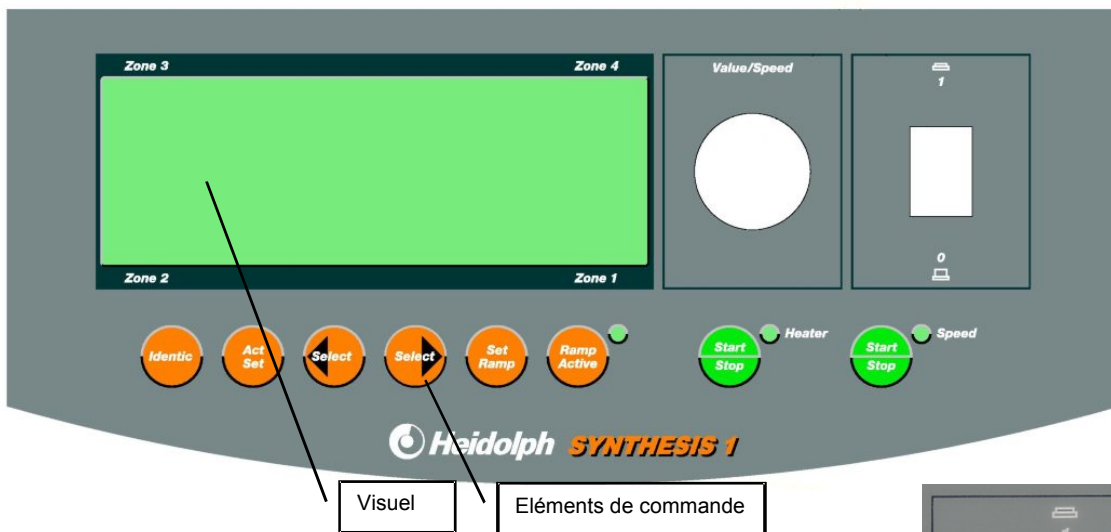 Zone 3 Zone 4
Value/Speed
1
0
Zone 2 Zone 1
Identic
Act
Set
Select
Select
Set
Ramp
Ramp
Active
Start
Stop
Heater
Start
Stop
Speed
Heidolph SYNTHESIS 1
Visuel
Eléments de commande